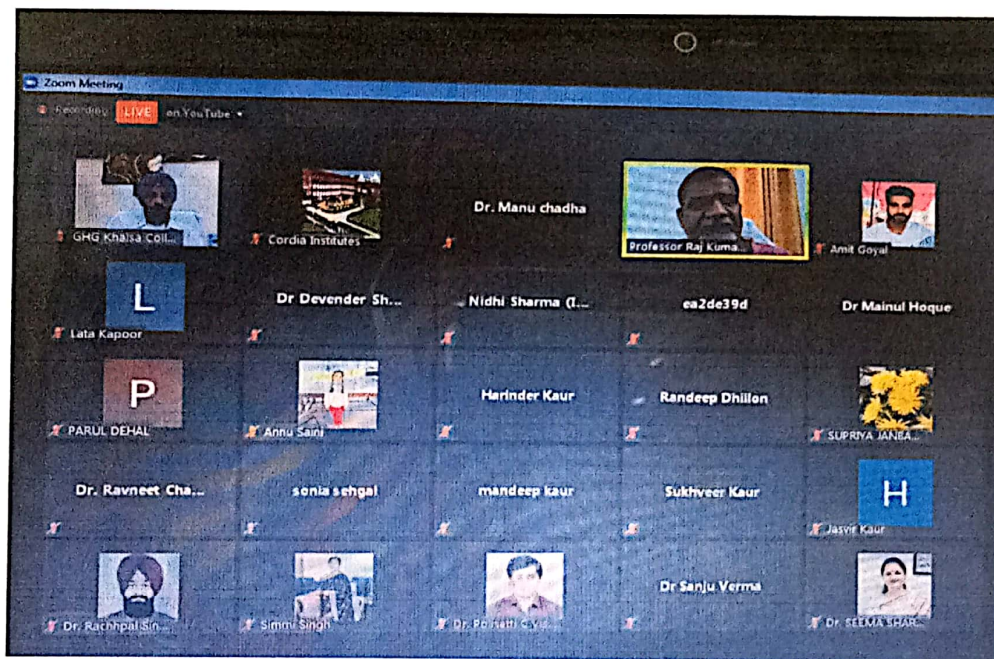 Zoom Meeting
Recording LIVE on YouTube
GHG Khalsa Coll...
Cordia Institutes
Dr. Manu chadha
Professor Raj Kuma...
Amit Goyal
L
Lata Kapoor
Dr Devender Sh...
Nidhi Sharma (I...
ea2de39d
Dr Mainul Hoque
P
PARUL DEHAL
Annu Saini
Harinder Kaur
Randeep Dhillon
SUPRIYA JANBA...
Dr. Ravneet Cha...
sonia sehgal
mandeep kaur
Sukhveer Kaur
H
Jasvir Kaur
Dr. Rachhpal Sin...
Simmi Singh
Dr.
Dr Sanju Verma
Dr. SEEMA SHAR...